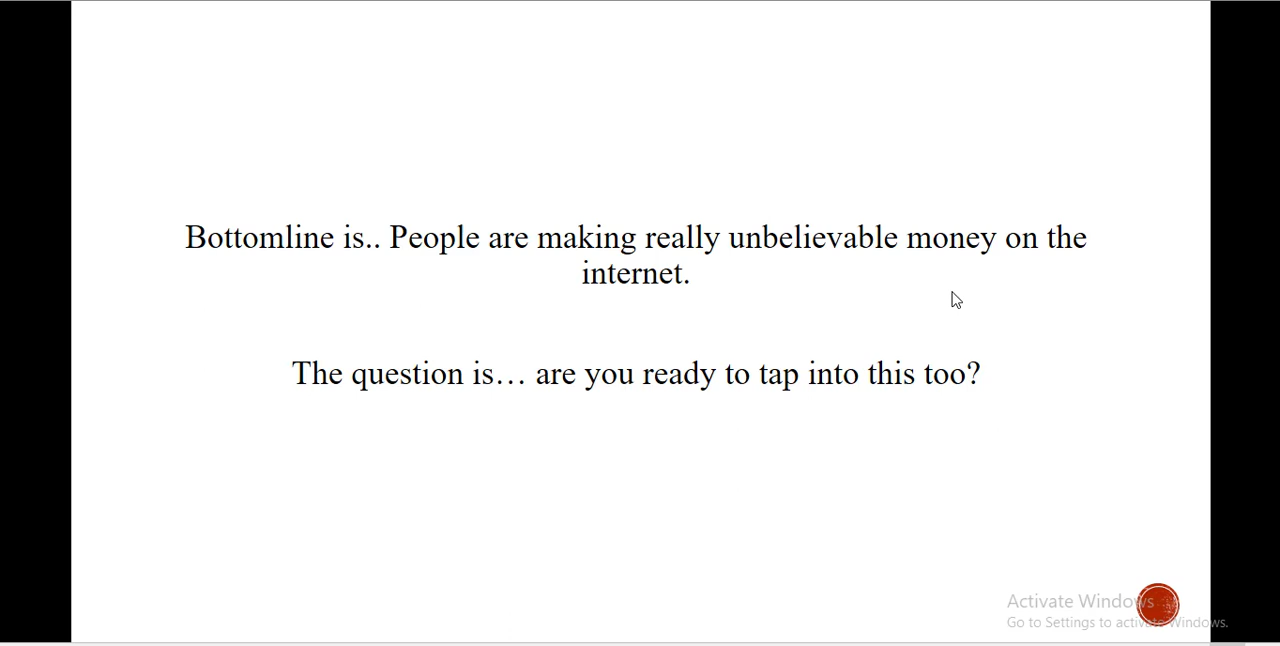 Bottomline is.. People are making really unbelievable money on the
internet.
The question is… are you ready to tap into this too?
Activate Windows
Go to Settings to activate Windows.